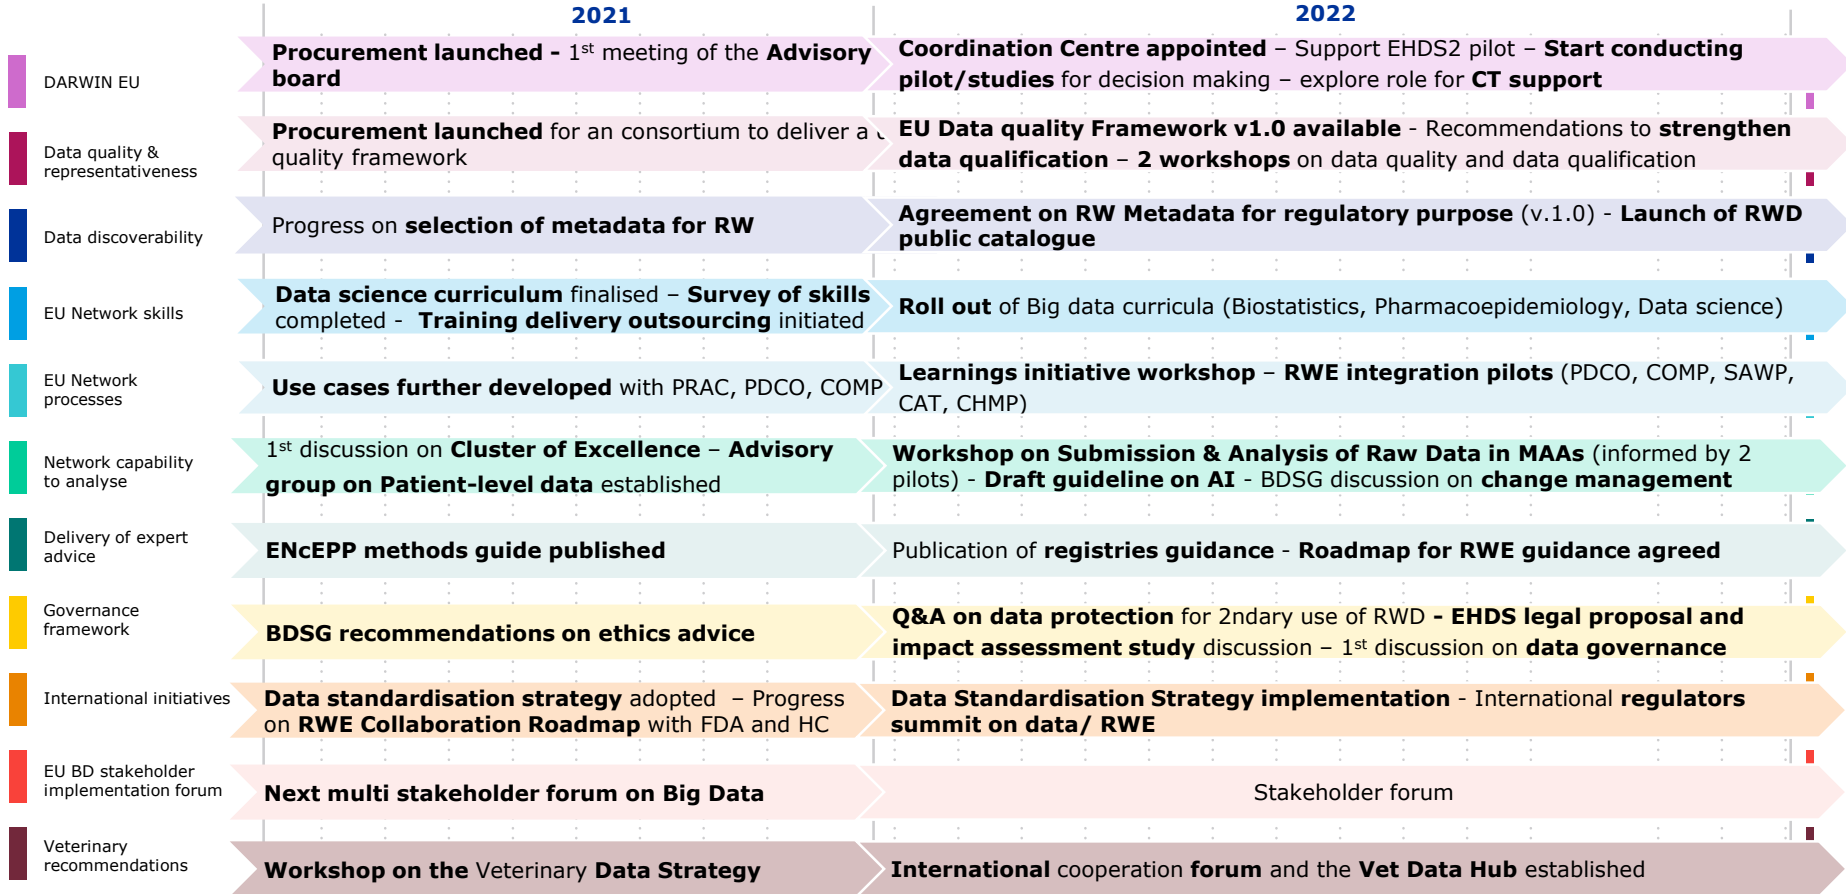 2021
2022
DARWIN EU
Procurement launched - 1st meeting of the Advisory
board
Coordination Centre appointed – Support EHDS2 pilot – Start conducting
pilot/studies for decision making – explore role for CT support
Data quality &
representativeness
Procurement launched for an consortium to deliver a
quality framework
EU Data quality Framework v1.0 available - Recommendations to strengthen
data qualification – 2 workshops on data quality and data qualification
Data discoverability
Progress on selection of metadata for RW
Agreement on RW Metadata for regulatory purpose (v.1.0) - Launch of RWD
public catalogue
EU Network skills
Data science curriculum finalised – Survey of skills
completed - Training delivery outsourcing initiated
Roll out of Big data curricula (Biostatistics, Pharmacoepidemiology, Data science)
EU Network
processes
Use cases further developed with PRAC, PDCO, COMP
Learnings initiative workshop – RWE integration pilots (PDCO, COMP, SAWP,
CAT, CHMP)
Network capability
to analyse
1st discussion on Cluster of Excellence – Advisory
group on Patient-level data established
Workshop on Submission & Analysis of Raw Data in MAAs (informed by 2
pilots) - Draft guideline on AI - BDSG discussion on change management
Delivery of expert
advice
ENcEPP methods guide published
Publication of registries guidance - Roadmap for RWE guidance agreed
Governance
framework
BDSG recommendations on ethics advice
Q&A on data protection for 2ndary use of RWD - EHDS legal proposal and
impact assessment study discussion – 1st discussion on data governance
International initiatives
Data standardisation strategy adopted – Progress
on RWE Collaboration Roadmap with FDA and HC
Data Standardisation Strategy implementation - International regulators
summit on data/ RWE
EU BD stakeholder
implementation forum
Next multi stakeholder forum on Big Data
Stakeholder forum
Veterinary
recommendations
Workshop on the Veterinary Data Strategy
International cooperation forum and the Vet Data Hub established